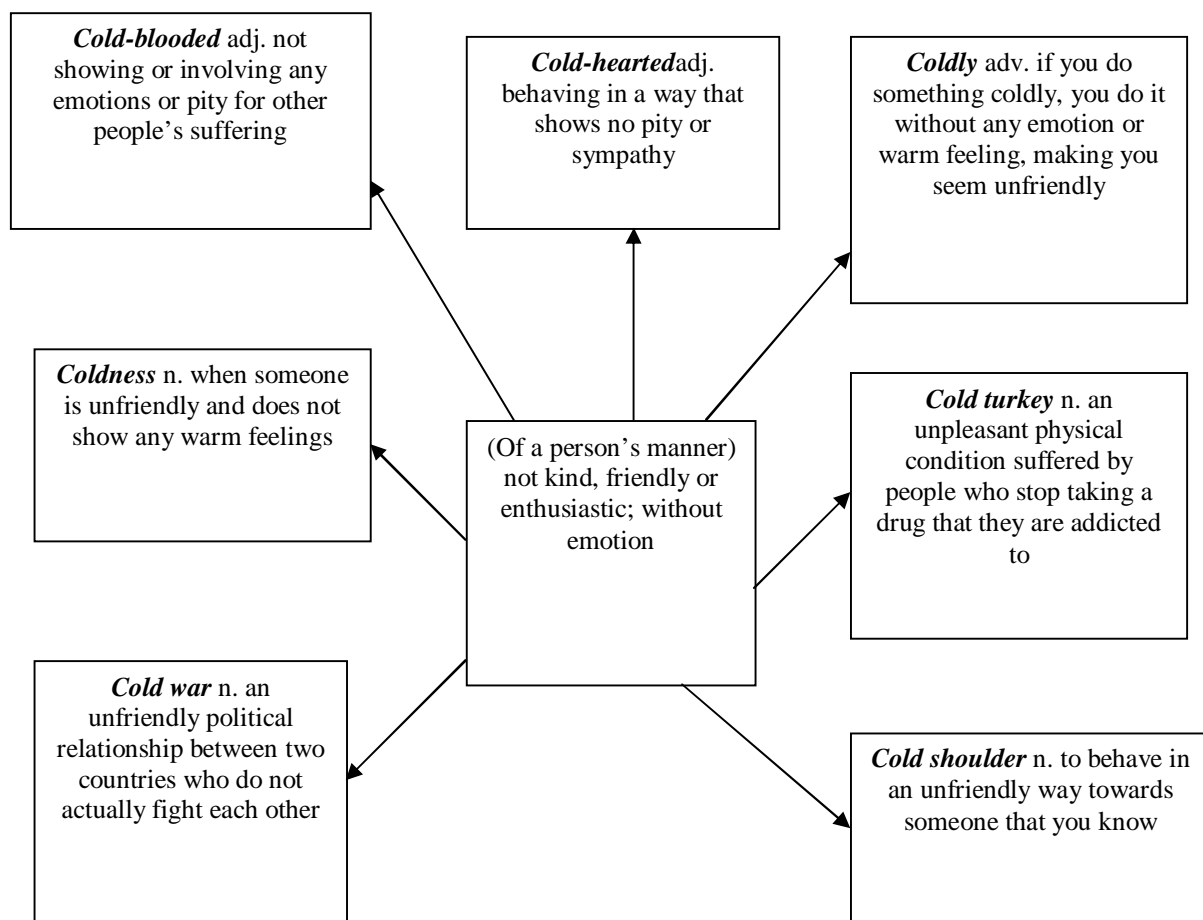 Cold-blooded adj. not
showing or involving any
emotions or pity for other
people's suffering
Cold-heartedadj.
behaving in a way that
shows no pity or
sympathy
Coldly adv. if you do
something coldly, you do it
without any emotion or
warm feeling, making you
seem unfriendly
Coldness n. when someone
is unfriendly and does not
show any warm feelings
(Of a person's manner)
not kind, friendly or
enthusiastic; without
emotion
Cold turkey n. an
unpleasant physical
condition suffered by
people who stop taking a
drug that they are addicted
to
Cold war n. an
unfriendly political
relationship between two
countries who do not
actually fight each other
Cold shoulder n. to behave in
an unfriendly way towards
someone that you know